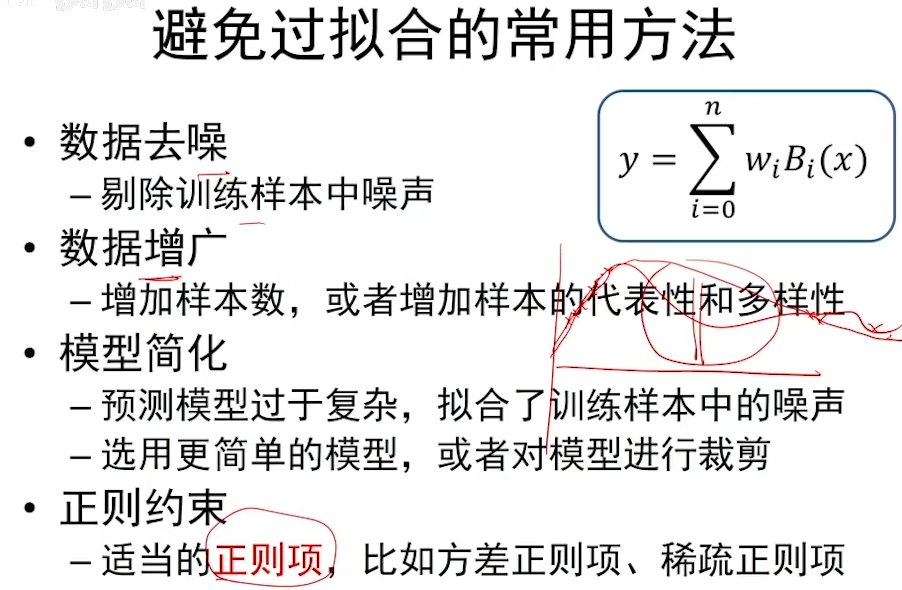 避免过拟合的常用方法
y = \sum_{i=0}^{n} w_i B_i(x)
• 数据去噪
– 剔除训练样本中噪声
• 数据增广
– 增加样本数，或者增加样本的代表性和多样性
• 模型简化
– 预测模型过于复杂，拟合了训练样本中的噪声
– 选用更简单的模型，或者对模型进行裁剪
• 正则约束
– 适当的正则项，比如方差正则项、稀疏正则项